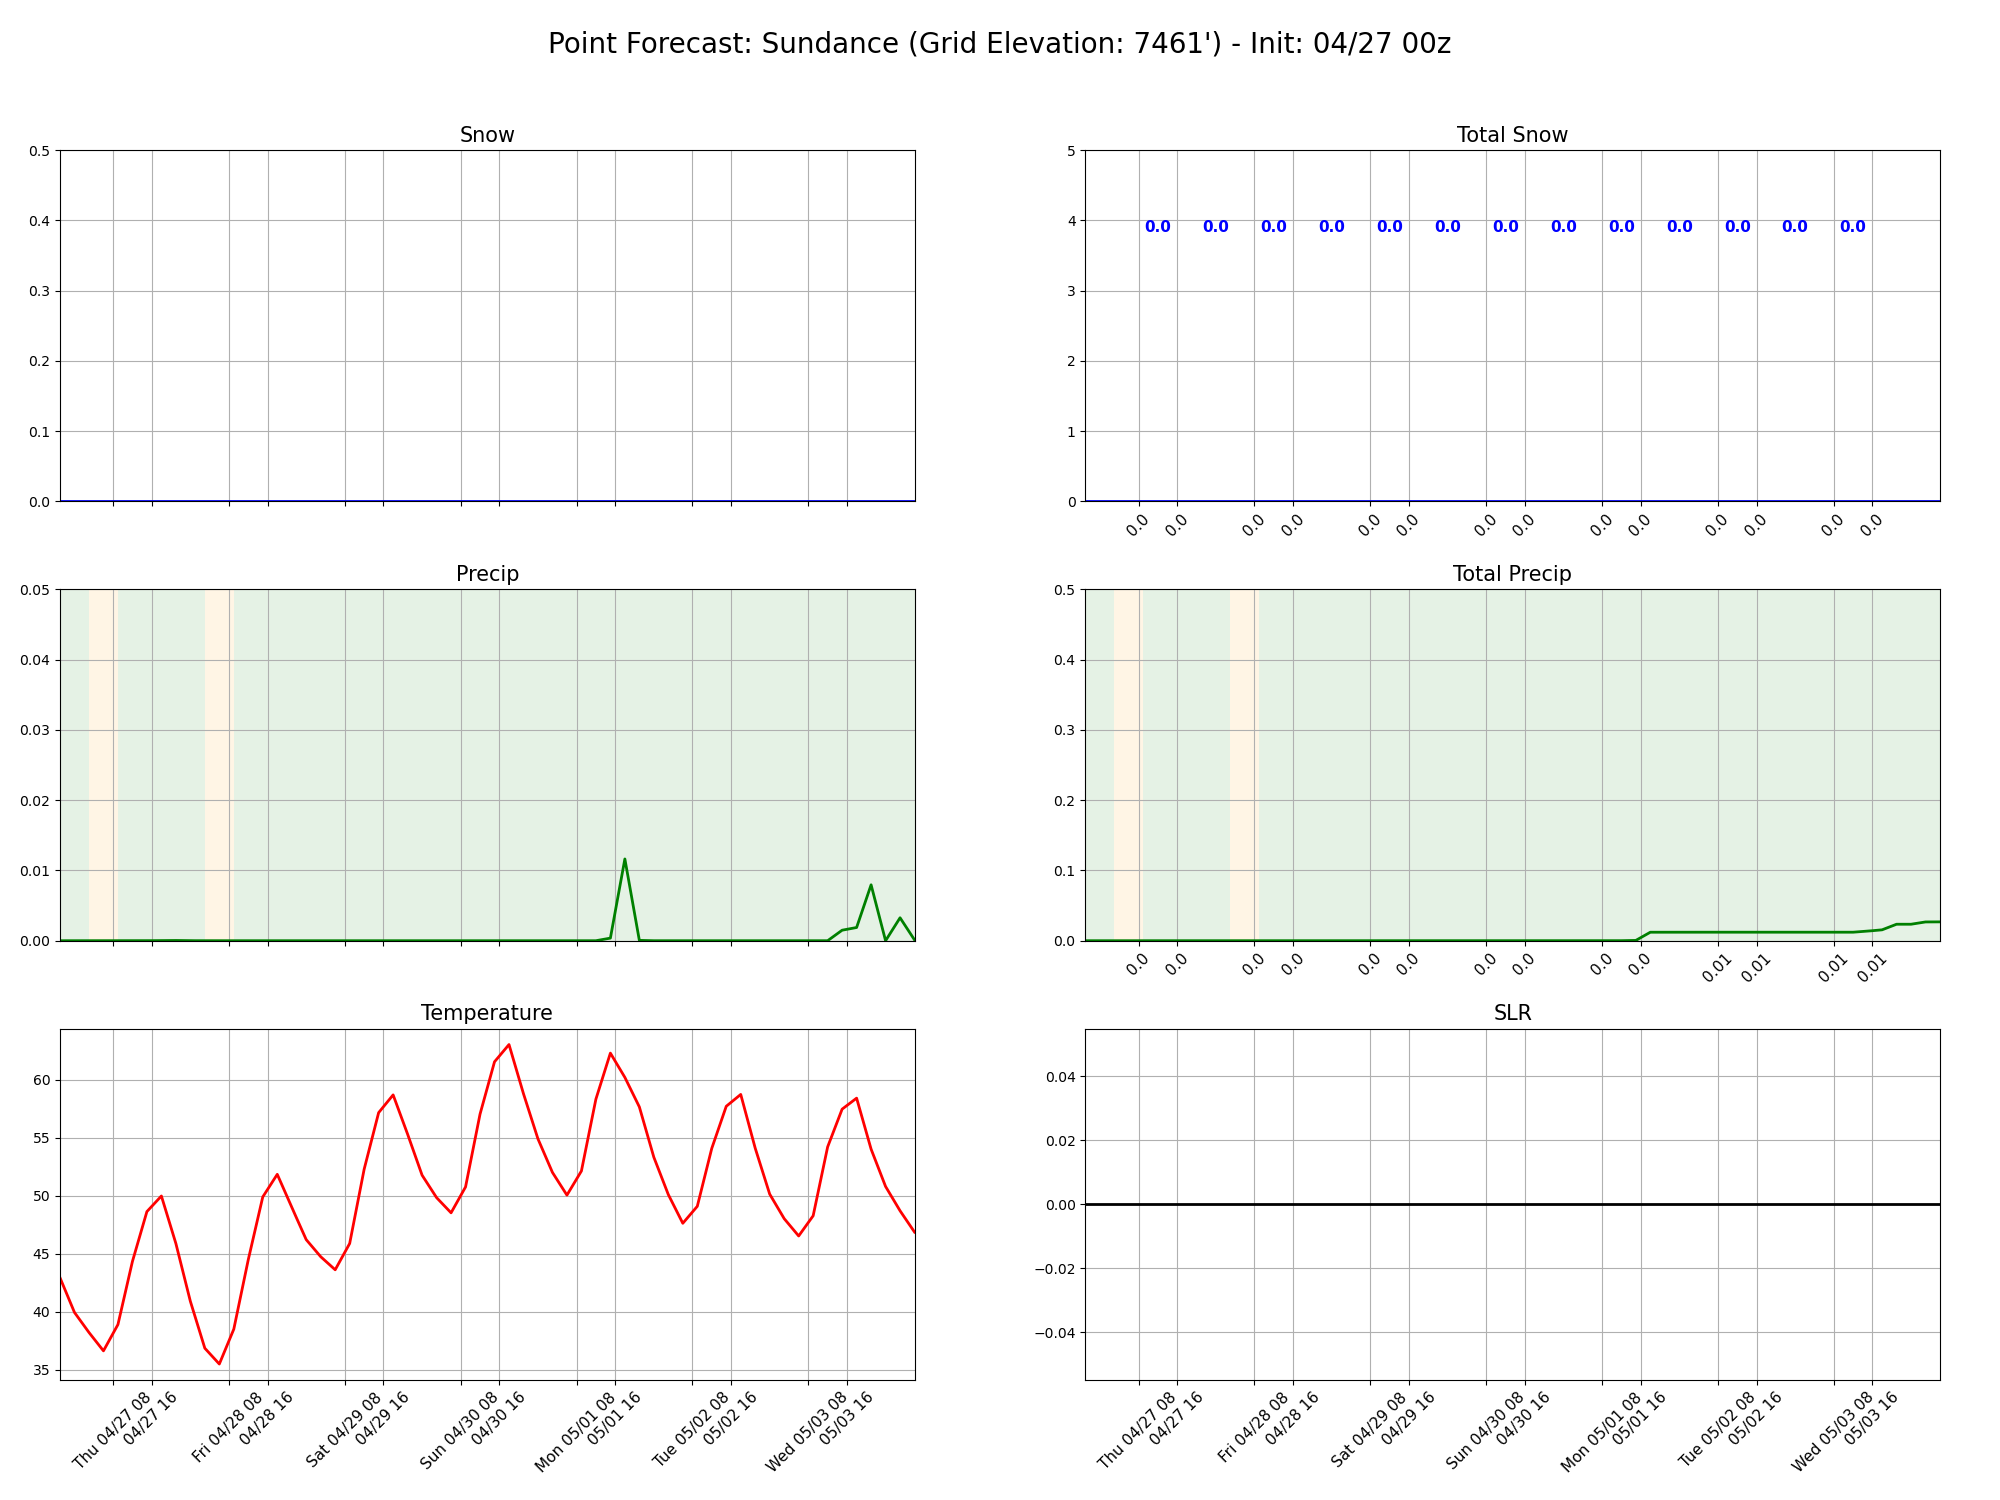 Point Forecast: Sundance (Grid Elevation: 7461') - Init: 04/27 00z
Snow
0.5
0.4
0.3
0.2
0.1
0.0
Total Snow
5
4
3
2
1
0
0.0 0.0 0.0 0.0 0.0 0.0 0.0 0.0 0.0 0.0 0.0 0.0 0.0
0.0 0.0 0.0 0.0 0.0 0.0 0.0 0.0 0.0 0.0 0.0 0.0 0.0 0.0
Precip
0.05
0.04
0.03
0.02
0.01
0.00
Total Precip
0.5
0.4
0.3
0.2
0.1
0.0
0.0 0.0 0.0 0.0 0.0 0.0 0.0 0.0 0.0 0.0 0.01 0.01 0.01 0.01
Temperature
60
55
50
45
40
35
Thu 04/27 08
04/27 16
Fri 04/28 08
04/28 16
Sat 04/29 08
04/29 16
Sun 04/30 08
04/30 16
Mon 05/01 08
05/01 16
Tue 05/02 08
05/02 16
Wed 05/03 08
05/03 16
SLR
0.04
0.02
0.00
−0.02
−0.04
Thu 04/27 08
04/27 16
Fri 04/28 08
04/28 16
Sat 04/29 08
04/29 16
Sun 04/30 08
04/30 16
Mon 05/01 08
05/01 16
Tue 05/02 08
05/02 16
Wed 05/03 08
05/03 16